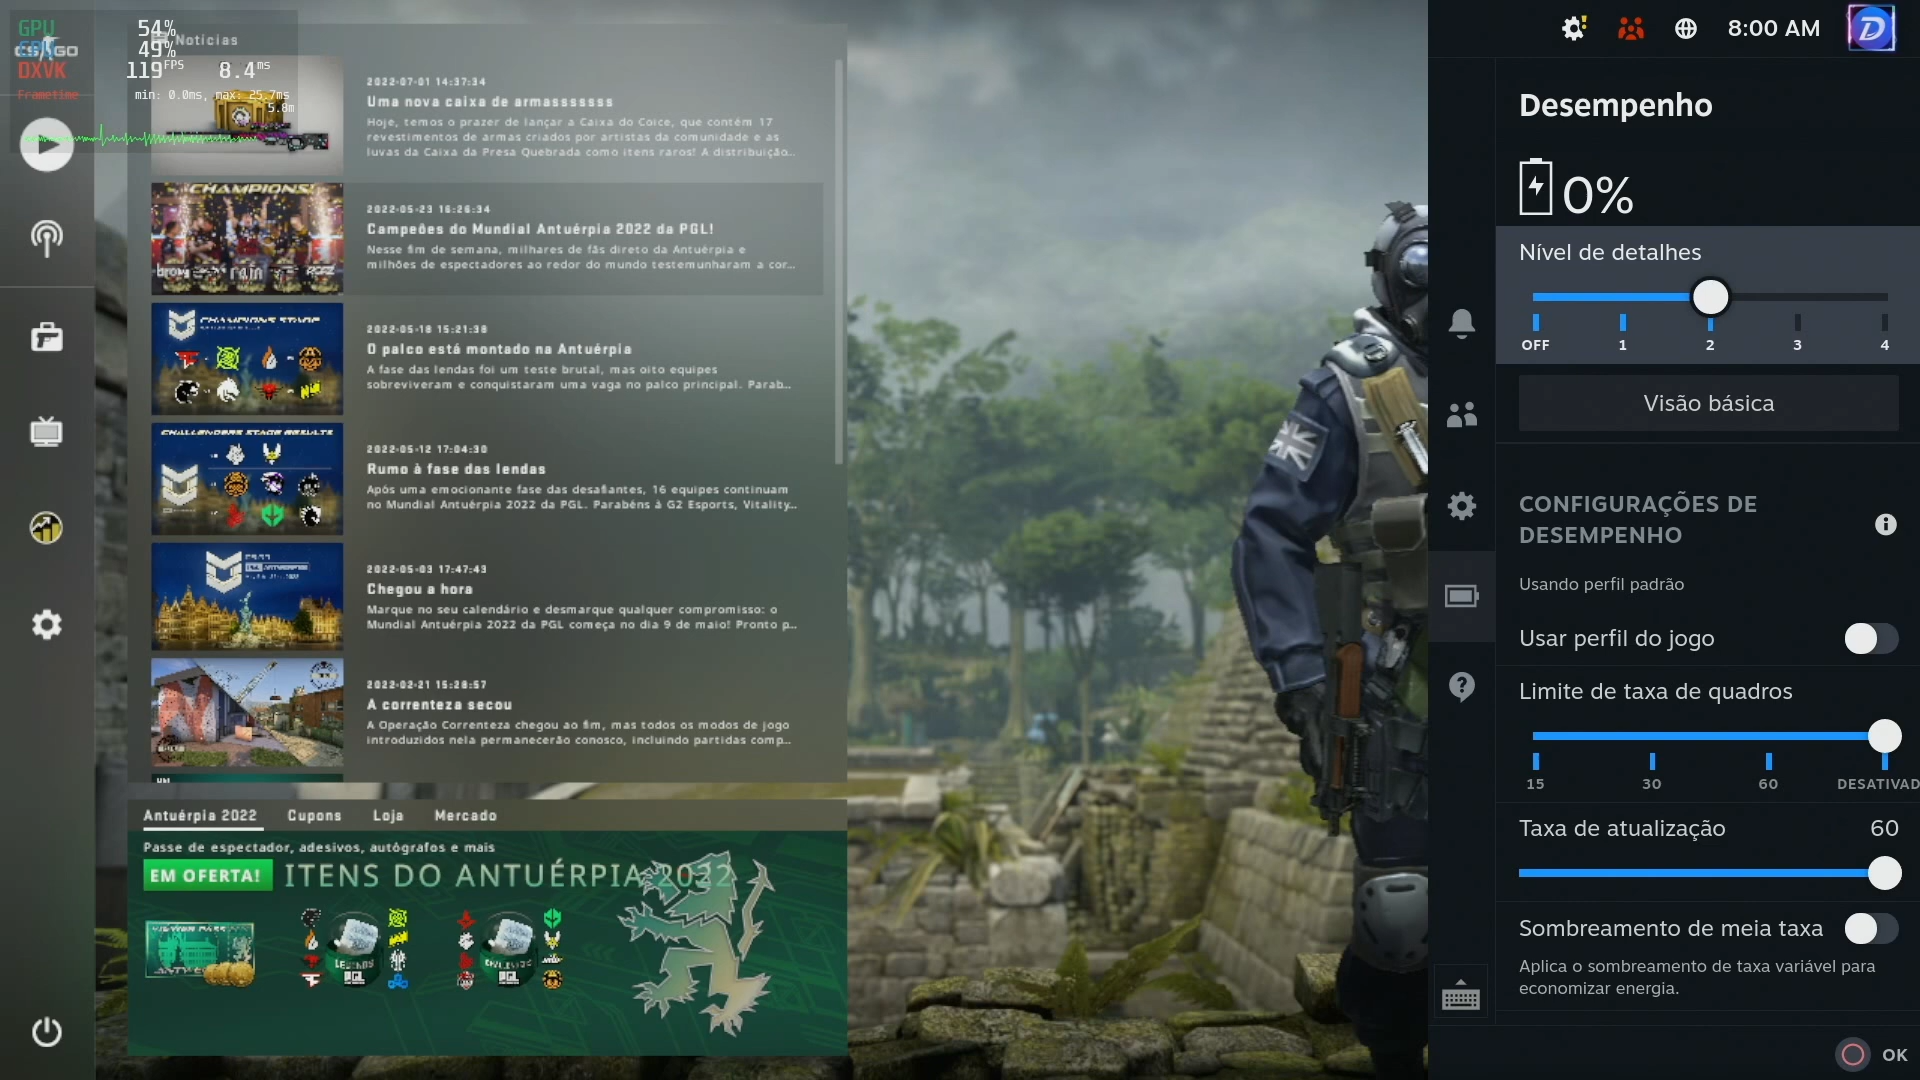 GPU 54%
49%
CS GO
DXVK 119 FPS 8.4 ms
Frametime
min: 0.0ms, max: 25.7ms
5.8m
Notícias
2022-07-01 14:37:34
Uma nova caixa de armasssssss
Hoje, temos o prazer de lançar a Caixa do Coice, que contém 17
revestimentos de armas criados por artistas da comunidade e as
luvas da Caixa da Presa Quebrada como itens raros! A distribuição...
CHAMPIONS!
2022-05-23 16:26:34
Campeões do Mundial Antuérpia 2022 da PGL!
Nesse fim de semana, milhares de fãs direto da Antuérpia e
milhões de espectadores ao redor do mundo testemunharam a cor...
CHAMPIONS STAGE
2022-05-18 15:21:36
O palco está montado na Antuérpia
A fase das lendas foi um teste brutal, mas oito equipes
sobreviveram e conquistaram uma vaga no palco principal. Parab...
CHALLENGERS STAGE RESULTS
2022-05-12 17:04:30
Rumo à fase das lendas
Após uma emocionante fase das desafiantes, 16 equipes continuam
no Mundial Antuérpia 2022 da PGL. Parabéns à G2 Esports, Vitality...
2022-05-03 17:47:43
Chegou a hora
Marque no seu calendário e desmarque qualquer compromisso: o
Mundial Antuérpia 2022 da PGL começa no dia 9 de maio! Pronto p...
2022-02-21 15:28:57
A correnteza secou
A Operação Correnteza chegou ao fim, mas todos os modos de jogo
introduzidos nela permanecerão conosco, incluindo partidas comp...
Antuérpia 2022 Cupons Loja Mercado
Passe de espectador, adesivos, autógrafos e mais
EM OFERTA! ITENS DO ANTUÉRPIA 2022
VIEWER PASS
LEGENDS
PGL
PGL
8:00 AM
Desempenho
0%
Nível de detalhes
OFF 1 2 3 4
Visão básica
CONFIGURAÇÕES DE
DESEMPENHO
Usando perfil padrão
Usar perfil do jogo
Limite de taxa de quadros
15 30 60 DESATIVAD
Taxa de atualização 60
Sombreamento de meia taxa
Aplica o sombreamento de taxa variável para
economizar energia.
OK